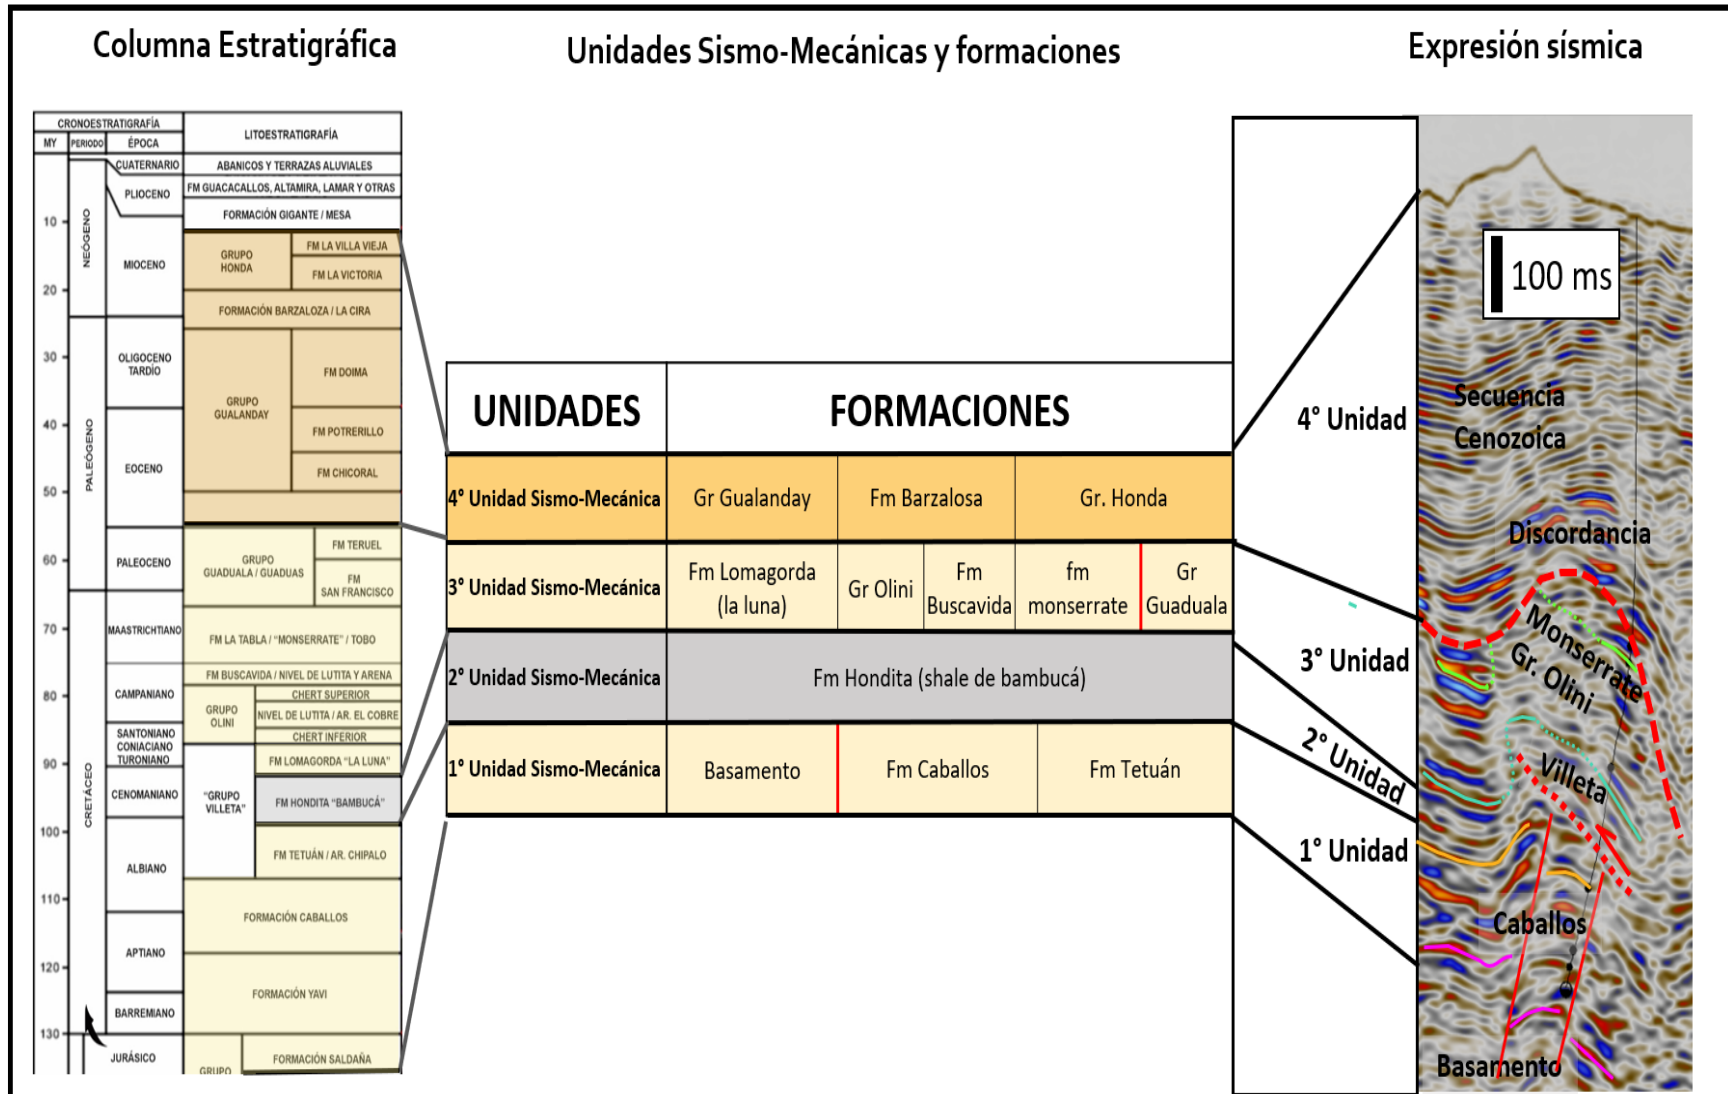 Columna Estratigráfica
Unidades Sismo-Mecánicas y formaciones
Expresión sísmica
CRONOESTRATIGRAFÍA
LITOESTRATIGRAFÍA
MY
PERIODO
ÉPOCA
CUATERNARIO
ABANICOS Y TERRAZAS ALUVIALES
PLIOCENO
FM GUACACALLOS, ALTAMIRA, LAMAR Y OTRAS
FORMACIÓN GIGANTE / MESA
10
NEÓGENO
MIOCENO
GRUPO
HONDA
FM LA VILLA VIEJA
FM LA VICTORIA
20
FORMACIÓN BARZALOZA / LA CIRA
30
OLIGOCENO
TARDÍO
FM DOIMA
GRUPO
GUALANDAY
40
PALEÓGENO
FM POTRERILLO
EOCENO
FM CHICORAL
50
60
PALEOCENO
GRUPO
GUADUALA / GUADUAS
FM TERUEL
FM
SAN FRANCISCO
70
MAASTRICHTIANO
FM LA TABLA / "MONSERRATE" / TOBO
FM BUSCAVIDA / NIVEL DE LUTITA Y ARENA
80
CAMPANIANO
GRUPO
OLINI
CHERT SUPERIOR
NIVEL DE LUTITA / AR. EL COBRE
CHERT INFERIOR
SANTONIANO
CONIACIANO
TURONIANO
90
FM LOMAGORDA "LA LUNA"
CRETÁCEO
CENOMANIANO
"GRUPO
VILLETA"
FM HONDITA "BAMBUCÁ"
100
ALBIANO
FM TETUÁN / AR. CHIPALO
110
FORMACIÓN CABALLOS
APTIANO
120
FORMACIÓN YAVI
BARREMIANO
130
JURÁSICO
GRUPO
FORMACIÓN SALDAÑA
UNIDADES
FORMACIONES
4° Unidad Sismo-Mecánica
Gr Gualanday
Fm Barzalosa
Gr. Honda
3° Unidad Sismo-Mecánica
Fm Lomagorda
(la luna)
Gr Olini
Fm
Buscavida
fm
monserrate
Gr
Guaduala
2° Unidad Sismo-Mecánica
Fm Hondita (shale de bambucá)
1° Unidad Sismo-Mecánica
Basamento
Fm Caballos
Fm Tetuán
4° Unidad
3° Unidad
2° Unidad
1° Unidad
100 ms
Secuencia
Cenozoica
Discordancia
Monserrate
Gr. Olini
Villeta
Caballos
Basamento